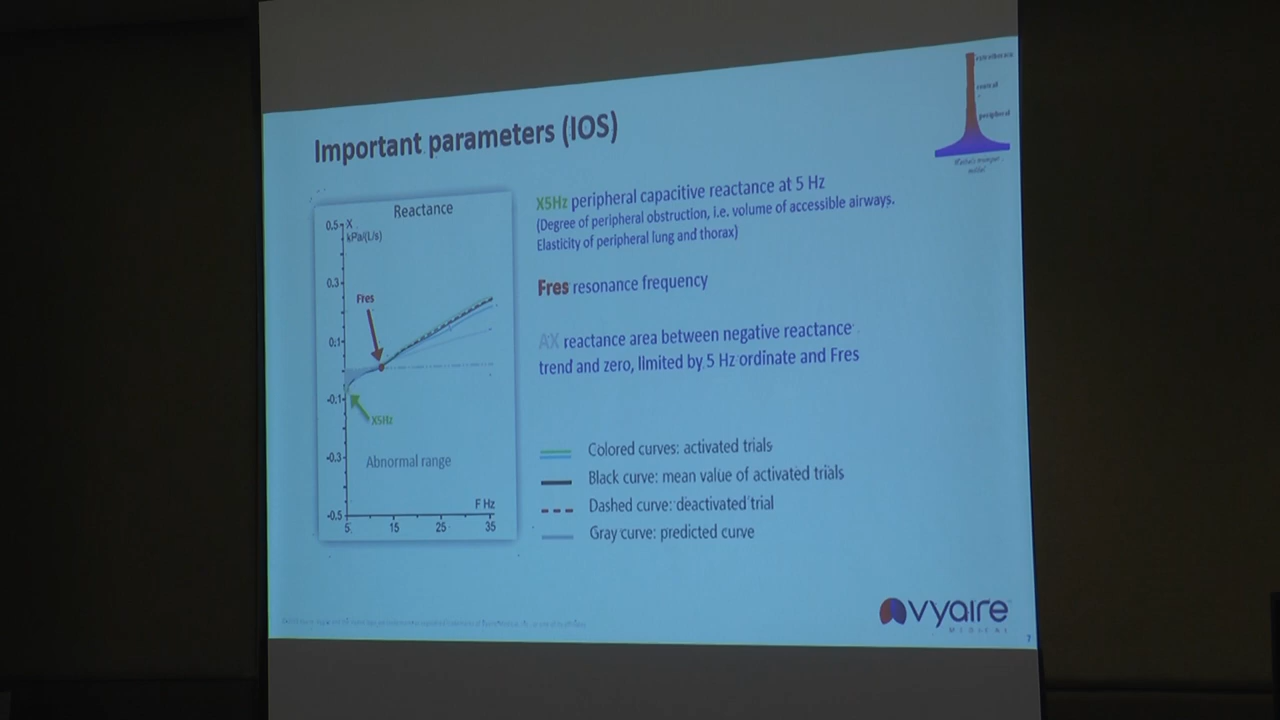 Important parameters (IOS)
central
peripheral
Reactance
0.5 X
kPal(L/s)
0.3
Fres
0.1
-0.1
X5Hz
-0.3
Abnormal range
F Hz
-0.5
5 15 25 35
X5Hz peripheral capacitive reactance at 5 Hz
(Degree of peripheral obstruction, i.e. volume of accessible airways.
Elasticity of peripheral lung and thorax)
Fres resonance frequency
AX reactance area between negative reactance
trend and zero, limited by 5 Hz ordinate and Fres
Colored curves: activated trials
Black curve: mean value of activated trials
Dashed curve: deactivated trial
Gray curve: predicted curve
vyaire
MEDICAL
7